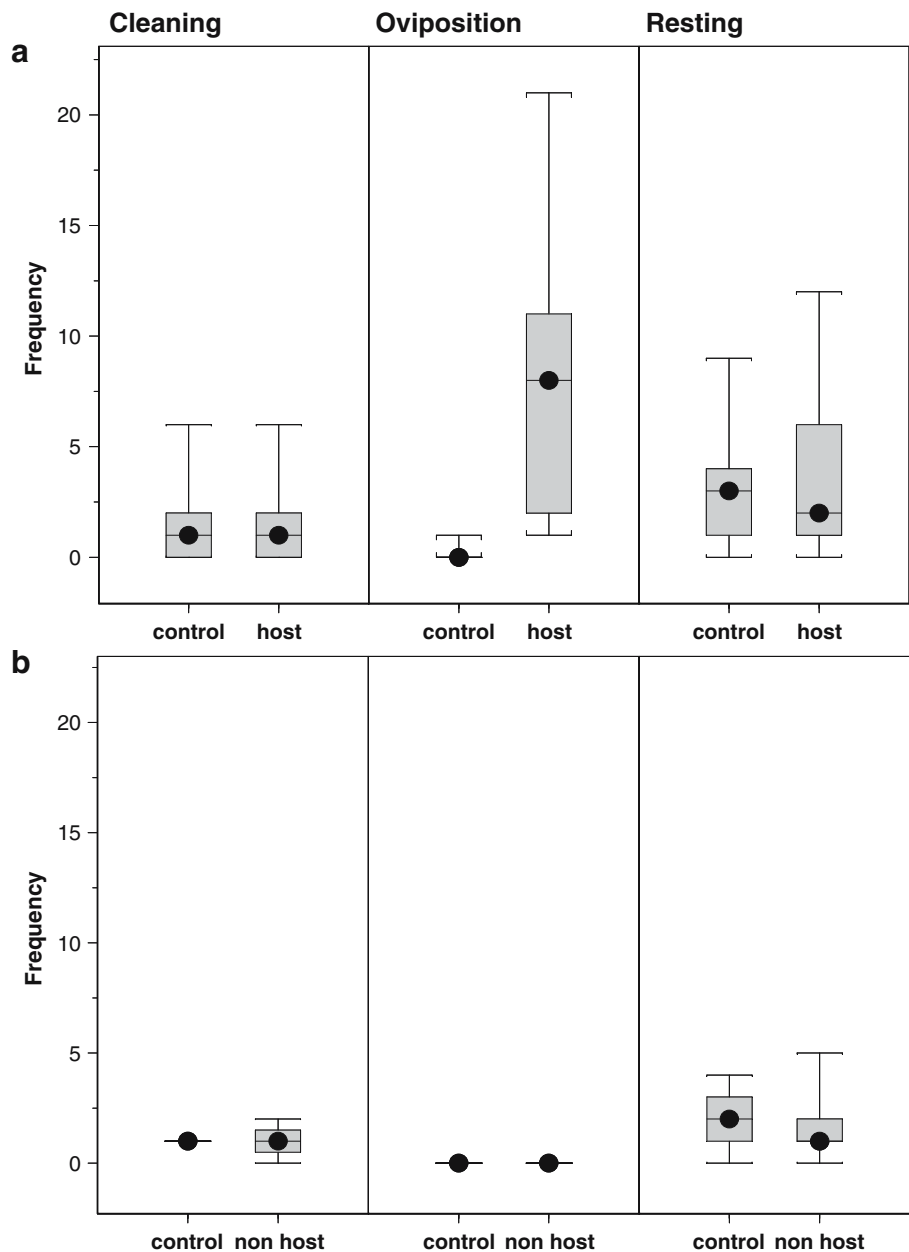 Cleaning Oviposition Resting
a
20
15
10
5
0
Frequency
control host control host control host
b
20
15
10
5
0
Frequency
control non host control non host control non host